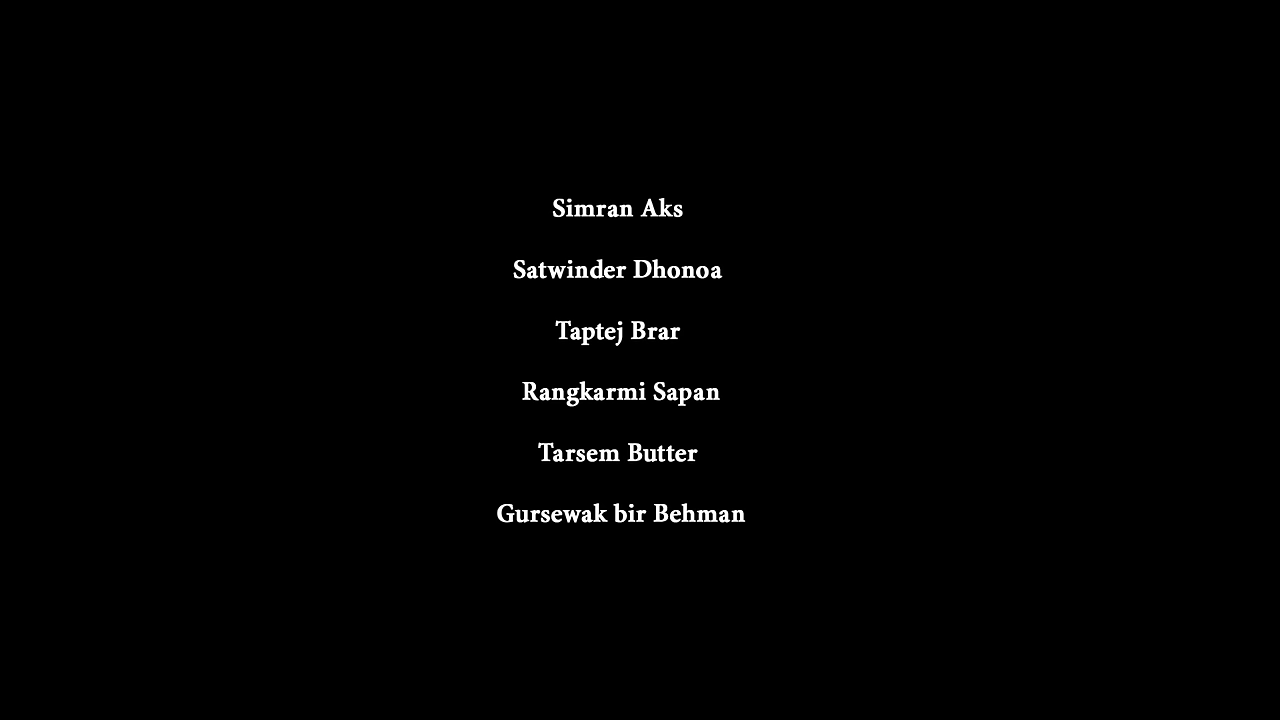 Simran Aks
Satwinder Dhonoa
Taptej Brar
Rangkarmi Sapan
Tarsem Butter
Gursewak bir Behman